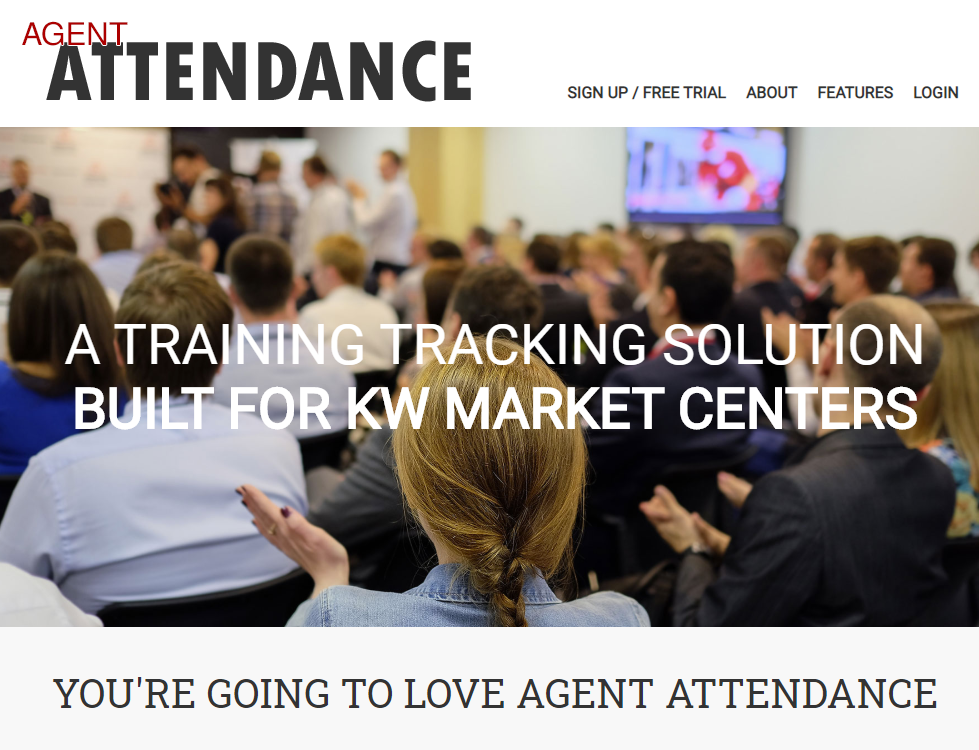 AGENT
ATTENDANCE
SIGN UP / FREE TRIAL ABOUT FEATURES LOGIN
A TRAINING TRACKING SOLUTION
BUILT FOR KW MARKET CENTERS
YOU'RE GOING TO LOVE AGENT ATTENDANCE